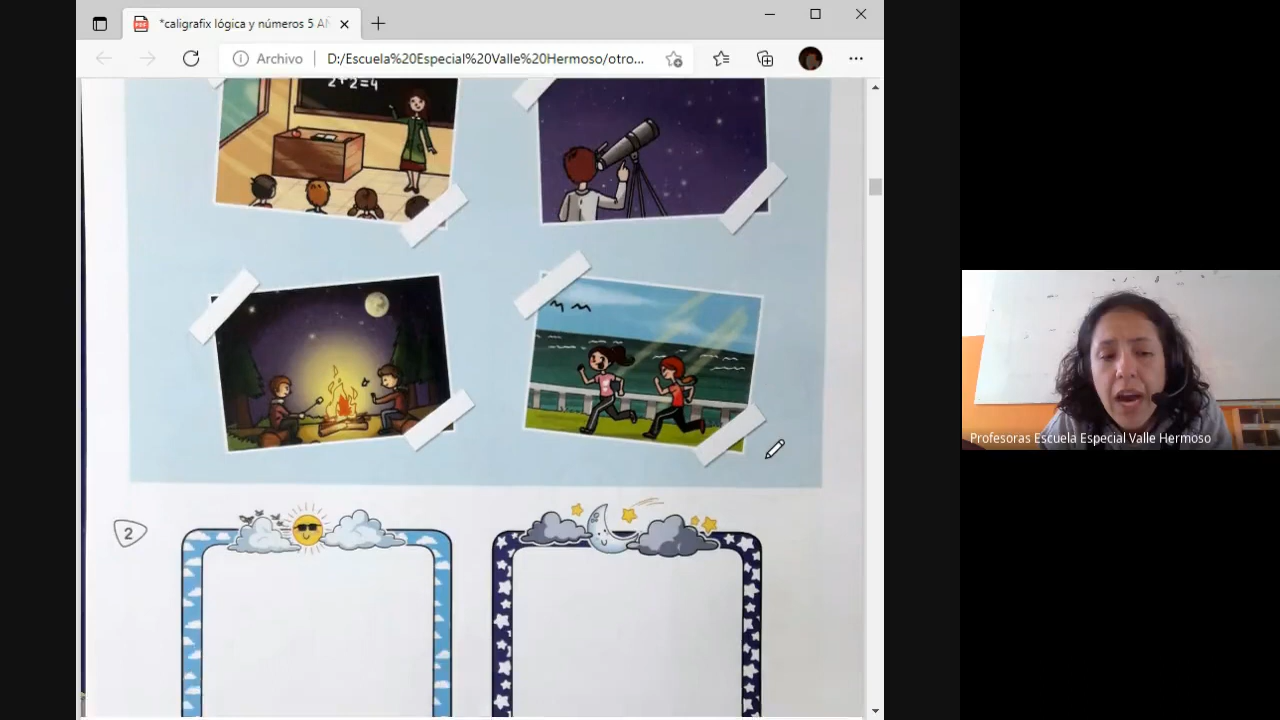 *caligrafix lógica y números 5 AÑ
Archivo
D:/Escuela%20Especial%20Valle%20Hermoso/otro...
2+2=4
2
Profesoras Escuela Especial Valle Hermoso